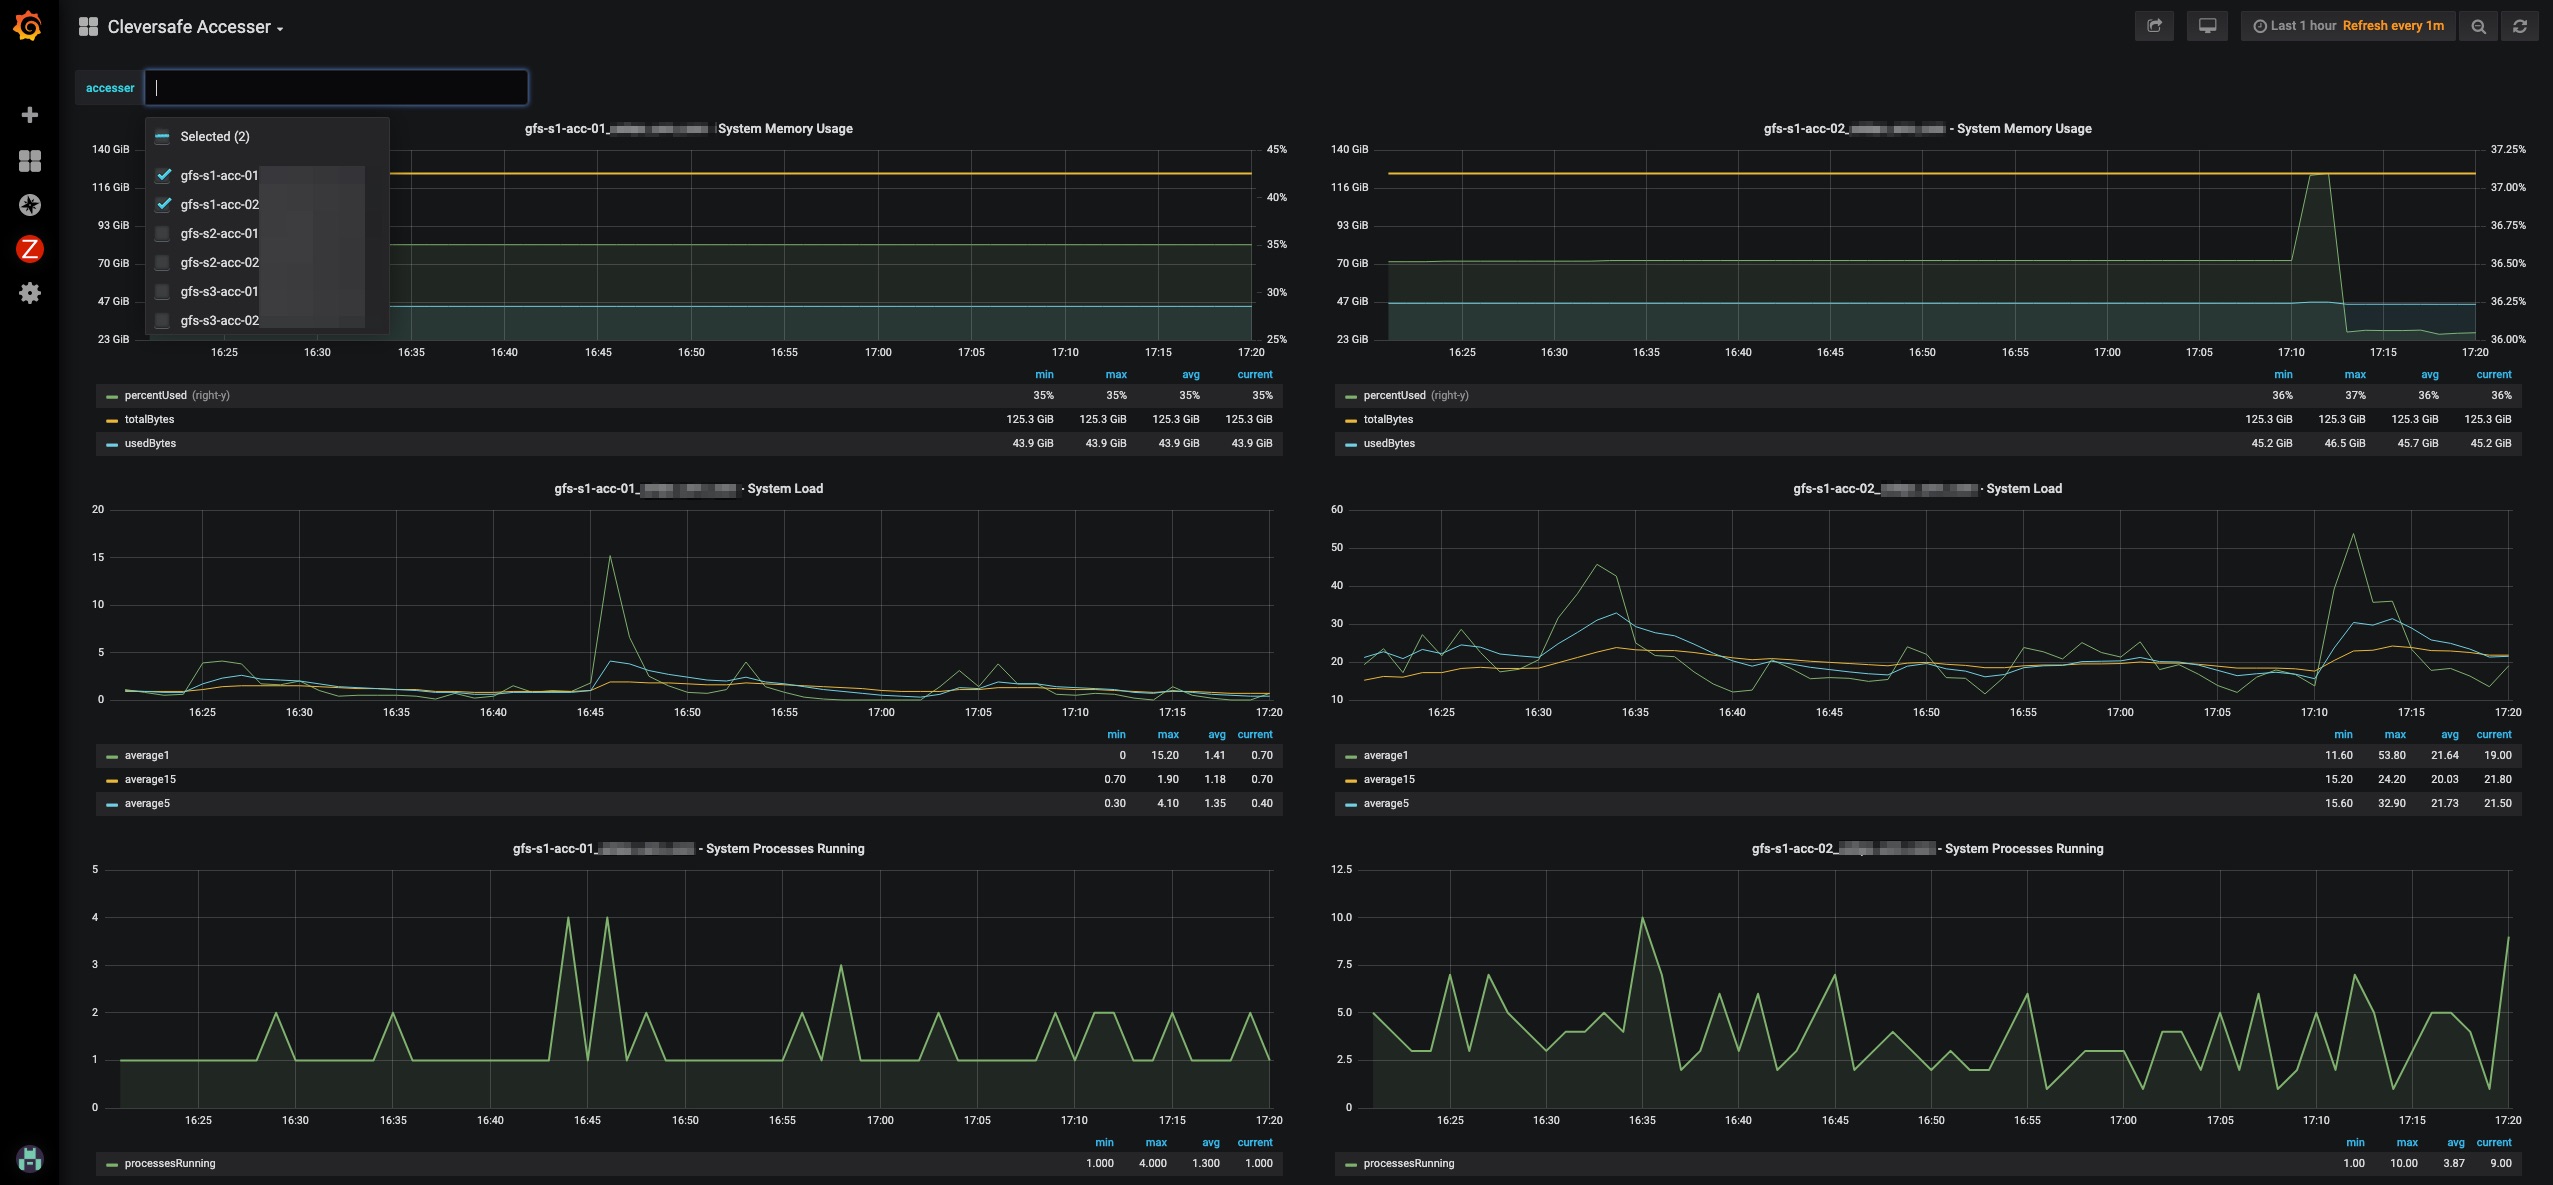 Cleversafe Accesser
Last 1 hour Refresh every 1m
accesser
Selected (2)
gfs-s1-acc-01
gfs-s1-acc-02
gfs-s2-acc-01
gfs-s2-acc-02
gfs-s3-acc-01
gfs-s3-acc-02
gfs-s1-acc-01_ System Memory Usage
140 GiB
116 GiB
93 GiB
70 GiB
47 GiB
23 GiB
45%
40%
35%
30%
25%
16:25 16:30 16:35 16:40 16:45 16:50 16:55 17:00 17:05 17:10 17:15 17:20
min max avg current
percentUsed (right-y) 35% 35% 35% 35%
totalBytes 125.3 GiB 125.3 GiB 125.3 GiB 125.3 GiB
usedBytes 43.9 GiB 43.9 GiB 43.9 GiB 43.9 GiB
gfs-s1-acc-02_ - System Memory Usage
140 GiB
116 GiB
93 GiB
70 GiB
47 GiB
23 GiB
37.25%
37.00%
36.75%
36.50%
36.25%
36.00%
16:25 16:30 16:35 16:40 16:45 16:50 16:55 17:00 17:05 17:10 17:15 17:20
min max avg current
percentUsed (right-y) 36% 37% 36% 36%
totalBytes 125.3 GiB 125.3 GiB 125.3 GiB 125.3 GiB
usedBytes 45.2 GiB 46.5 GiB 45.7 GiB 45.2 GiB
gfs-s1-acc-01_ - System Load
20
15
10
5
0
16:25 16:30 16:35 16:40 16:45 16:50 16:55 17:00 17:05 17:10 17:15 17:20
min max avg current
average1 0 15.20 1.41 0.70
average15 0.70 1.90 1.18 0.70
average5 0.30 4.10 1.35 0.40
gfs-s1-acc-02_ - System Load
60
50
40
30
20
10
16:25 16:30 16:35 16:40 16:45 16:50 16:55 17:00 17:05 17:10 17:15 17:20
min max avg current
average1 11.60 53.80 21.64 19.00
average15 15.20 24.20 20.03 21.80
average5 15.60 32.90 21.73 21.50
gfs-s1-acc-01_ - System Processes Running
5
4
3
2
1
0
16:25 16:30 16:35 16:40 16:45 16:50 16:55 17:00 17:05 17:10 17:15 17:20
min max avg current
processesRunning 1.000 4.000 1.300 1.000
gfs-s1-acc-02_ - System Processes Running
12.5
10.0
7.5
5.0
2.5
0
16:25 16:30 16:35 16:40 16:45 16:50 16:55 17:00 17:05 17:10 17:15 17:20
min max avg current
processesRunning 1.00 10.00 3.87 9.00